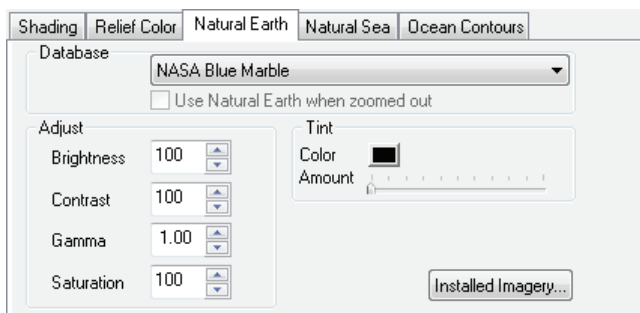 Shading Relief Color Natural Earth Natural Sea Ocean Contours
Database
NASA Blue Marble
Use Natural Earth when zoomed out
Adjust
Brightness 100
Contrast 100
Gamma 1.00
Saturation 100
Tint
Color
Amount
Installed Imagery...